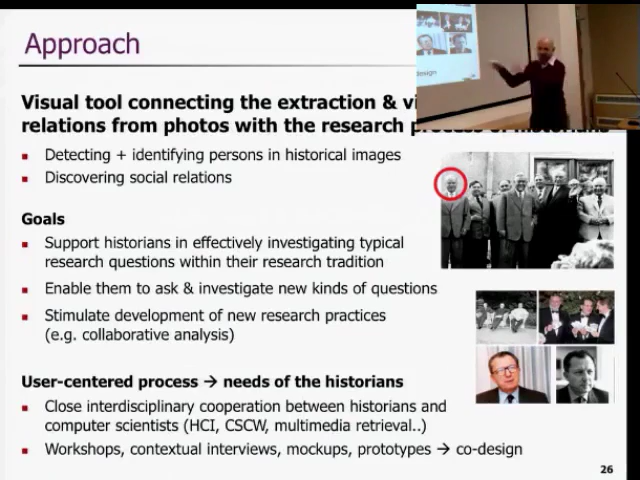 Approach
Visual tool connecting the extraction & vi
relations from photos with the research process of historians
▪ Detecting + identifying persons in historical images
▪ Discovering social relations
Goals
▪ Support historians in effectively investigating typical
research questions within their research tradition
▪ Enable them to ask & investigate new kinds of questions
▪ Stimulate development of new research practices
(e.g. collaborative analysis)
User-centered process → needs of the historians
▪ Close interdisciplinary cooperation between historians and
computer scientists (HCI, CSCW, multimedia retrieval..)
▪ Workshops, contextual interviews, mockups, prototypes → co-design
26
design